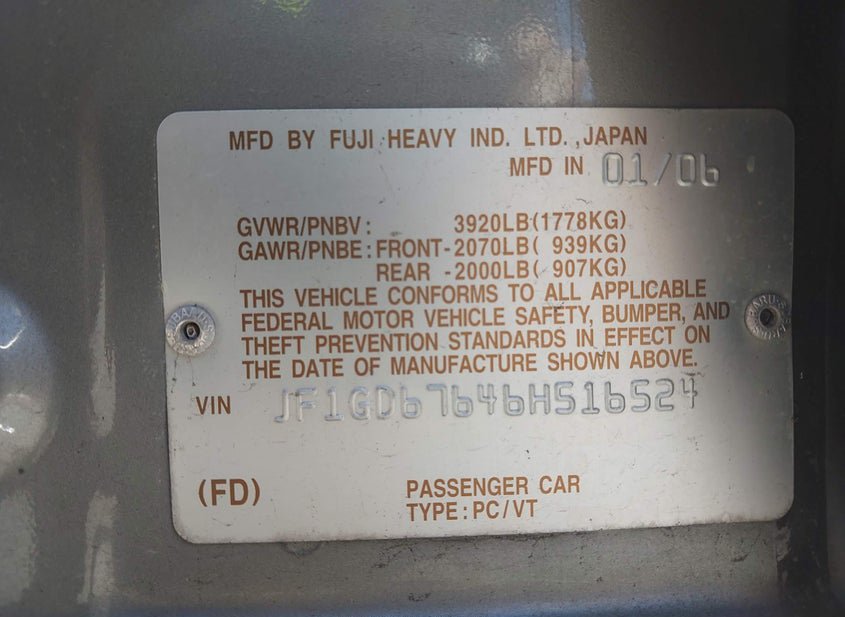 MFD BY FUJI HEAVY IND. LTD.,JAPAN
MFD IN 01/06
GVWR/PNBV: 3920LB(1778KG)
GAWR/PNBE:FRONT-2070LB( 939KG)
REAR -2000LB( 907KG)
THIS VEHICLE CONFORMS TO ALL APPLICABLE
FEDERAL MOTOR VEHICLE SAFETY, BUMPER, AND
THEFT PREVENTION STANDARDS IN EFFECT ON
THE DATE OF MANUFACTURE SHOWN ABOVE.
VIN JF1GD67646H516524
(FD) PASSENGER CAR
TYPE:PC/VT